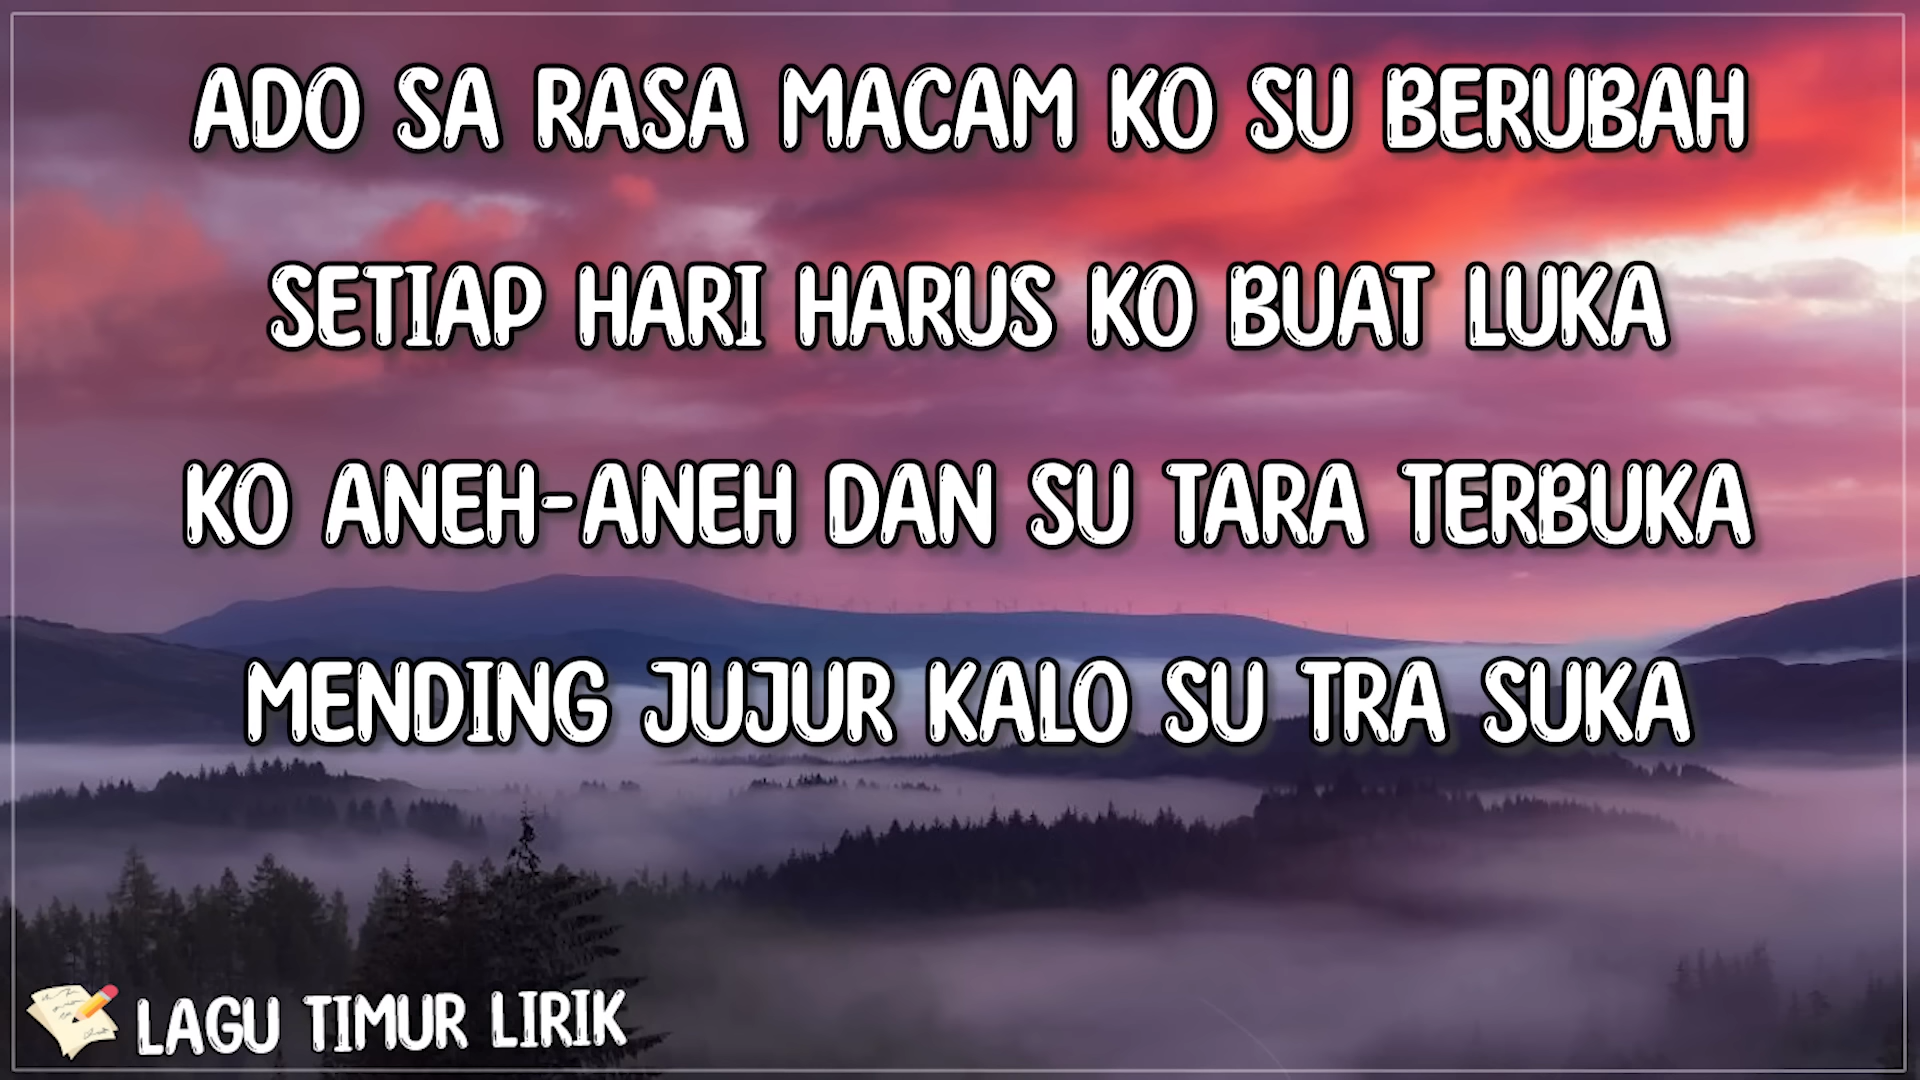 ADO SA RASA MACAM KO SU BERUBAH
SETIAP HARI HARUS KO BUAT LUKA
KO ANEH-ANEH DAN SU TARA TERBUKA
MENDING JUJUR KALO SU TRA SUKA
LAGU TIMUR LIRIK